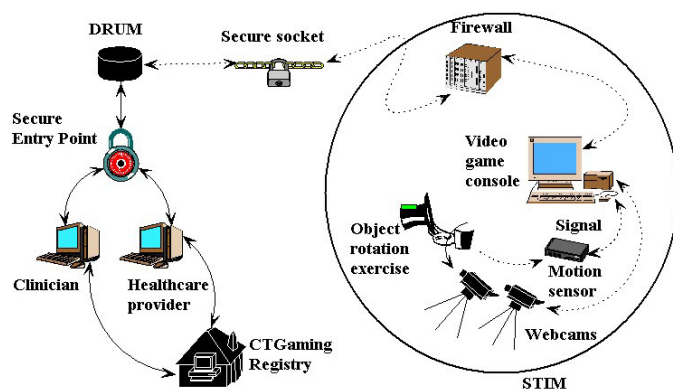 DRUM
Secure socket
Firewall
Secure
Entry Point
Video
game
console
Object
rotation
exercise
Signal
Motion
sensor
Clinician
Healthcare
provider
Webcams
CTGaming
Registry
STIM